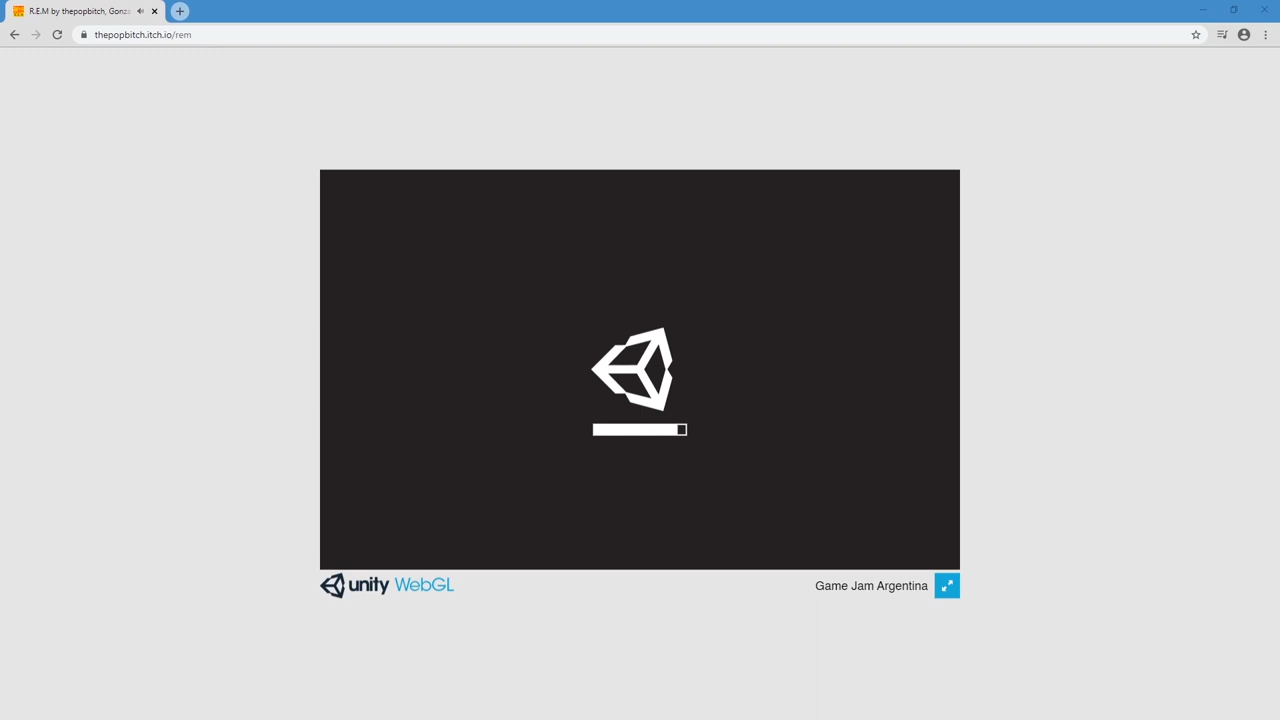 R.E.M by thepopbitch, Gonz
thepopbitch.itch.io/rem
unity WebGL
Game Jam Argentina